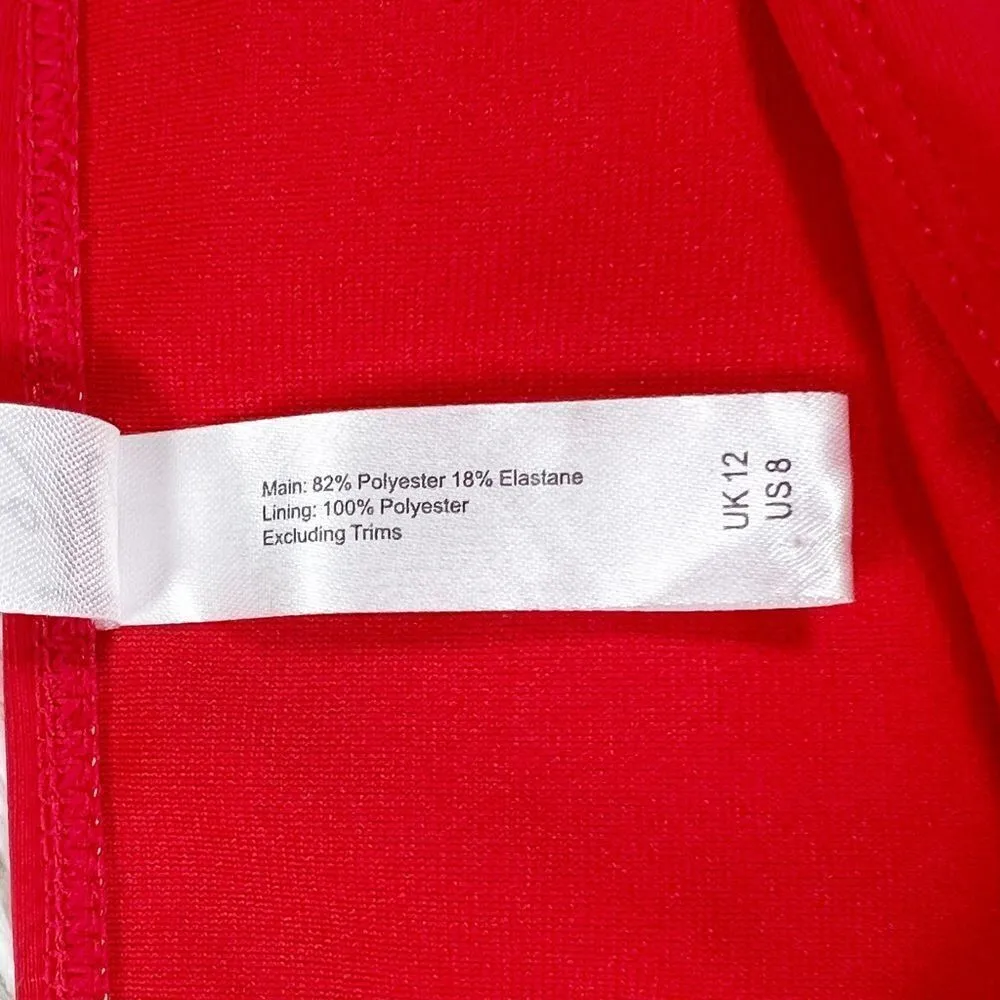 Main: 82% Polyester 18% Elastane
Lining: 100% Polyester
Excluding Trims
UK 12
US 8